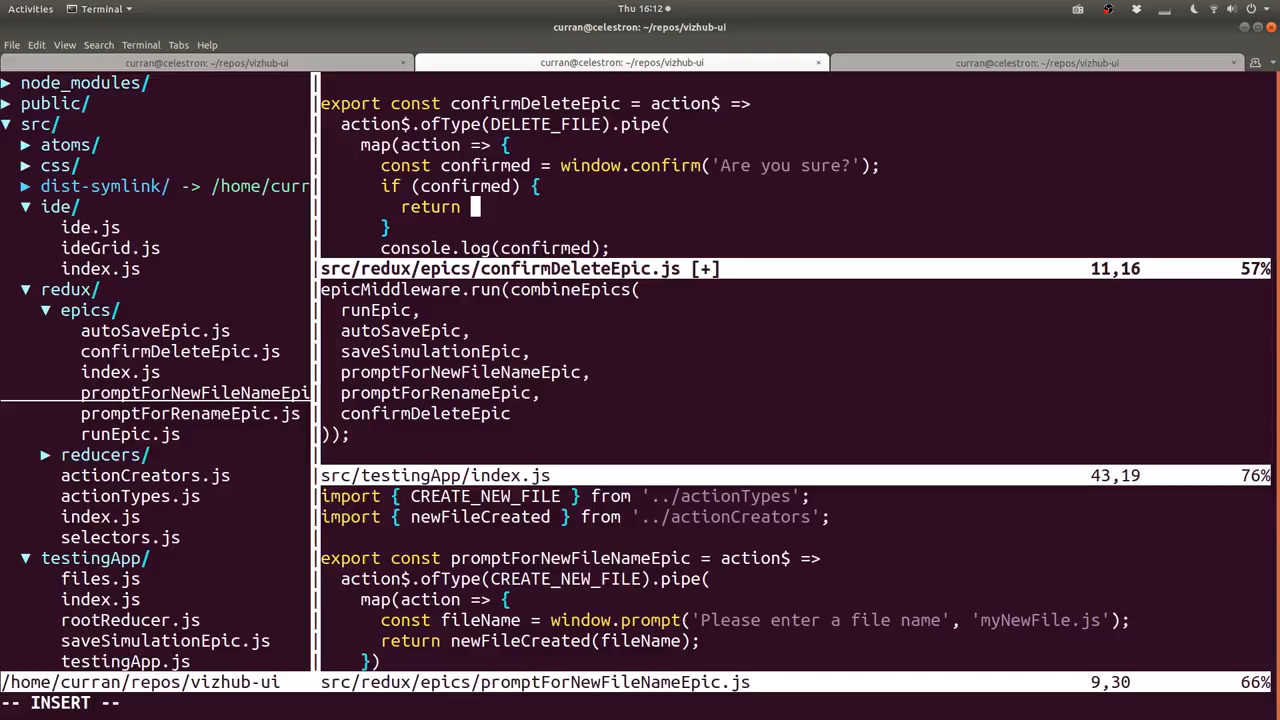 Activities Terminal Thu 16:12
curran@celestron: ~/repos/vizhub-ui
File Edit View Search Terminal Tabs Help
curran@celestron: ~/repos/vizhub-ui × curran@celestron: ~/repos/vizhub-ui × curran@celestron: ~/repos/vizhub-ui ×
▶ node_modules/
▶ public/
▼ src/
▶ atoms/
▶ css/
▶ dist-symlink/ -> /home/curr
▼ ide/
ide.js
ideGrid.js
index.js
▼ redux/
▼ epics/
autoSaveEpic.js
confirmDeleteEpic.js
index.js
promptForNewFileNameEpi
promptForRenameEpic.js
runEpic.js
▶ reducers/
actionCreators.js
actionTypes.js
index.js
selectors.js
▼ testingApp/
files.js
index.js
rootReducer.js
saveSimulationEpic.js
testingApp.js
/home/curran/repos/vizhub-ui
export const confirmDeleteEpic = action$ =>
action$.ofType(DELETE_FILE).pipe(
map(action => {
const confirmed = window.confirm('Are you sure?');
if (confirmed) {
return
}
console.log(confirmed);
src/redux/epics/confirmDeleteEpic.js [+] 11,16 57%
epicMiddleware.run(combineEpics(
runEpic,
autoSaveEpic,
saveSimulationEpic,
promptForNewFileNameEpic,
promptForRenameEpic,
confirmDeleteEpic
));
src/testingApp/index.js 43,19 76%
import { CREATE_NEW_FILE } from '../actionTypes';
import { newFileCreated } from '../actionCreators';
export const promptForNewFileNameEpic = action$ =>
action$.ofType(CREATE_NEW_FILE).pipe(
map(action => {
const fileName = window.prompt('Please enter a file name', 'myNewFile.js');
return newFileCreated(fileName);
})
src/redux/epics/promptForNewFileNameEpic.js 9,30 66%
-- INSERT --